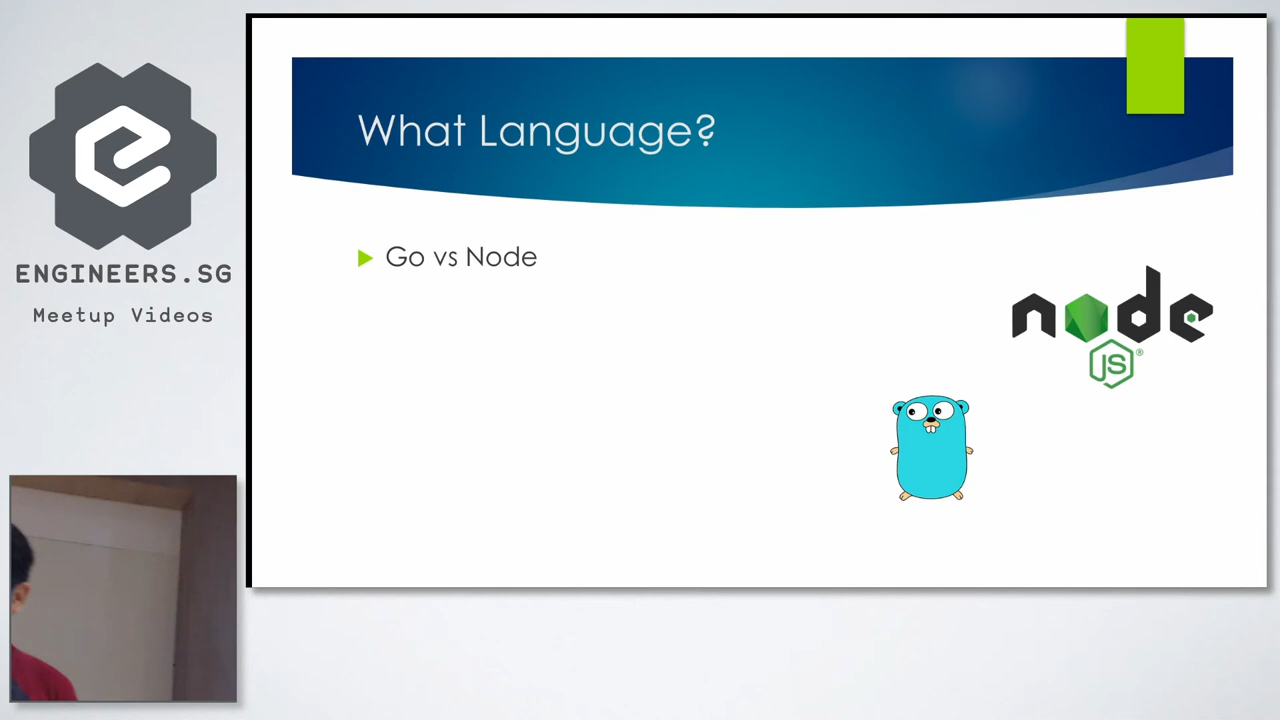 ENGINEERS.SG
Meetup Videos
What Language?
Go vs Node
node
JS®